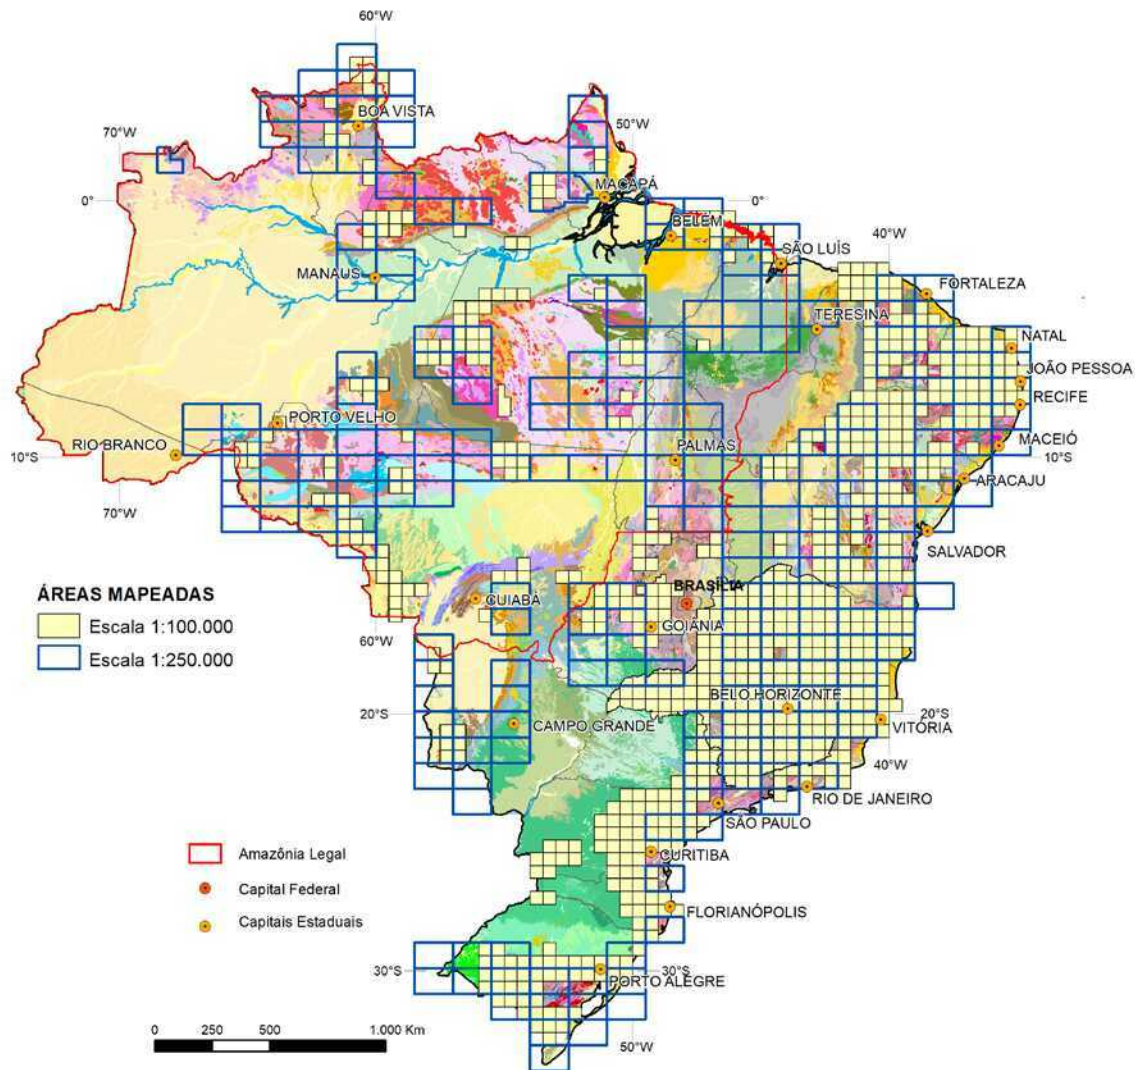 60°W
BOA VISTA
70°W
50°W
MACAPÁ
0°
0°
BELÉM
40°W
SÃO LUÍS
MANAUS
FORTALEZA
TERESINA
NATAL
JOÃO PESSOA
RECIFE
PORTO VELHO
RIO BRANCO
MACEIÓ
PALMAS
10°S
10°S
ARACAJU
70°W
SALVADOR
BRASÍLIA
ÁREAS MAPEADAS
CUIABÁ
Escala 1:100.000
GOIÂNIA
60°W
Escala 1:250.000
BELO HORIZONTE
20°S
CAMPO GRANDE
20°S
VITÓRIA
40°W
RIO DE JANEIRO
SÃO PAULO
Amazônia Legal
CURITIBA
Capital Federal
FLORIANÓPOLIS
Capitais Estaduais
30°S
30°S
PORTO ALEGRE
0 250 500 1.000 Km
50°W